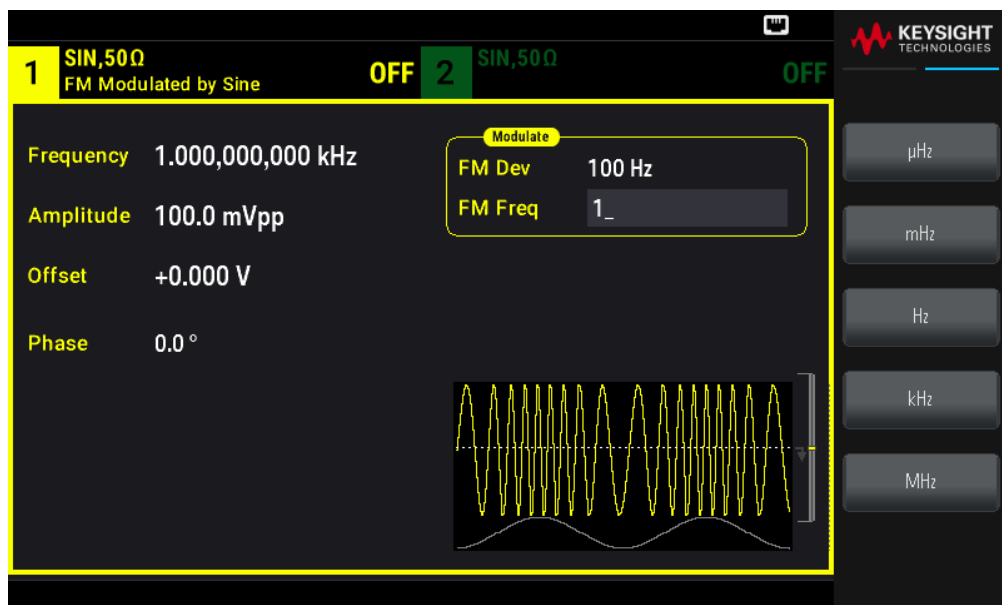 KEYSIGHT
TECHNOLOGIES
1 SIN,50Ω OFF
FM Modulated by Sine
2 SIN,50Ω OFF
Frequency 1.000,000,000 kHz
Amplitude 100.0 mVpp
Offset +0.000 V
Phase 0.0 °
Modulate
FM Dev 100 Hz
FM Freq 1_
µHz
mHz
Hz
kHz
MHz